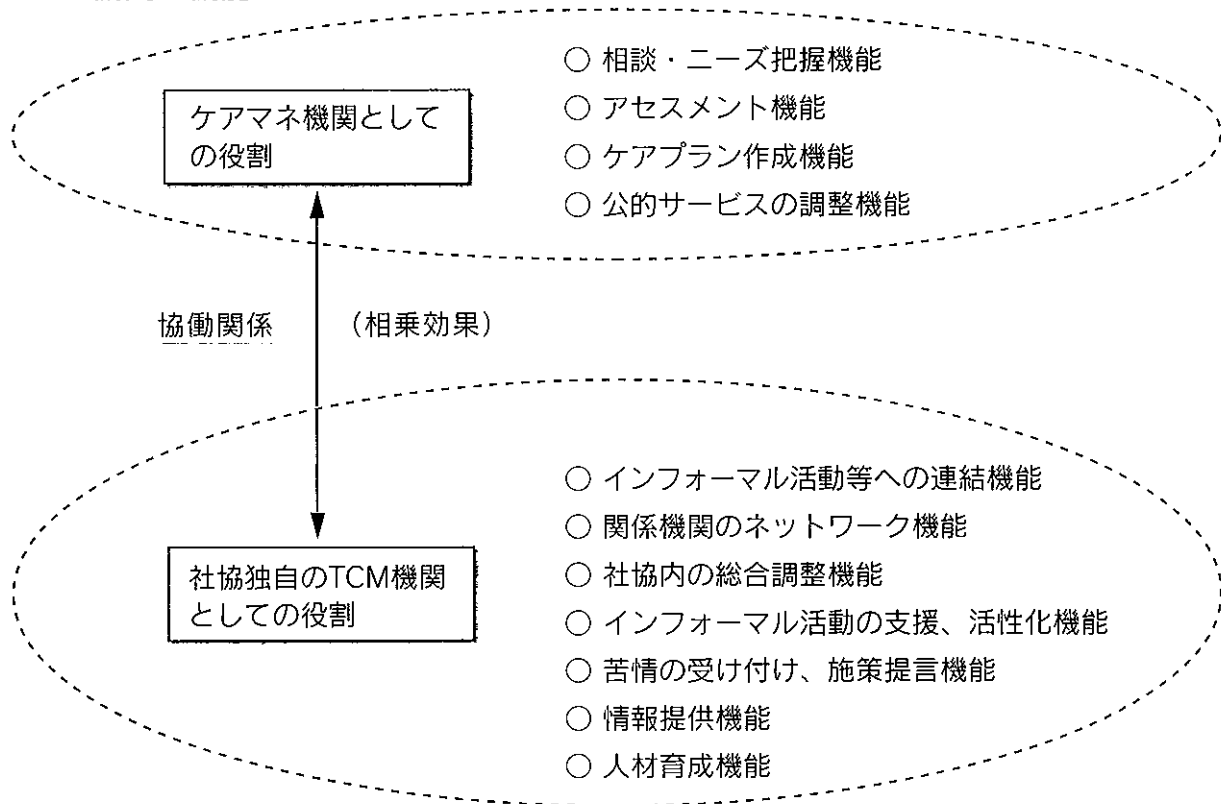 ケアマネ機関として
の役割
○ 相談・ニーズ把握機能
○ アセスメント機能
○ ケアプラン作成機能
○ 公的サービスの調整機能
協働関係 （相乗効果）
社協独自のTCM機関
としての役割
○ インフォーマル活動等への連結機能
○ 関係機関のネットワーク機能
○ 社協内の総合調整機能
○ インフォーマル活動の支援、活性化機能
○ 苦情の受け付け、施策提言機能
○ 情報提供機能
○ 人材育成機能